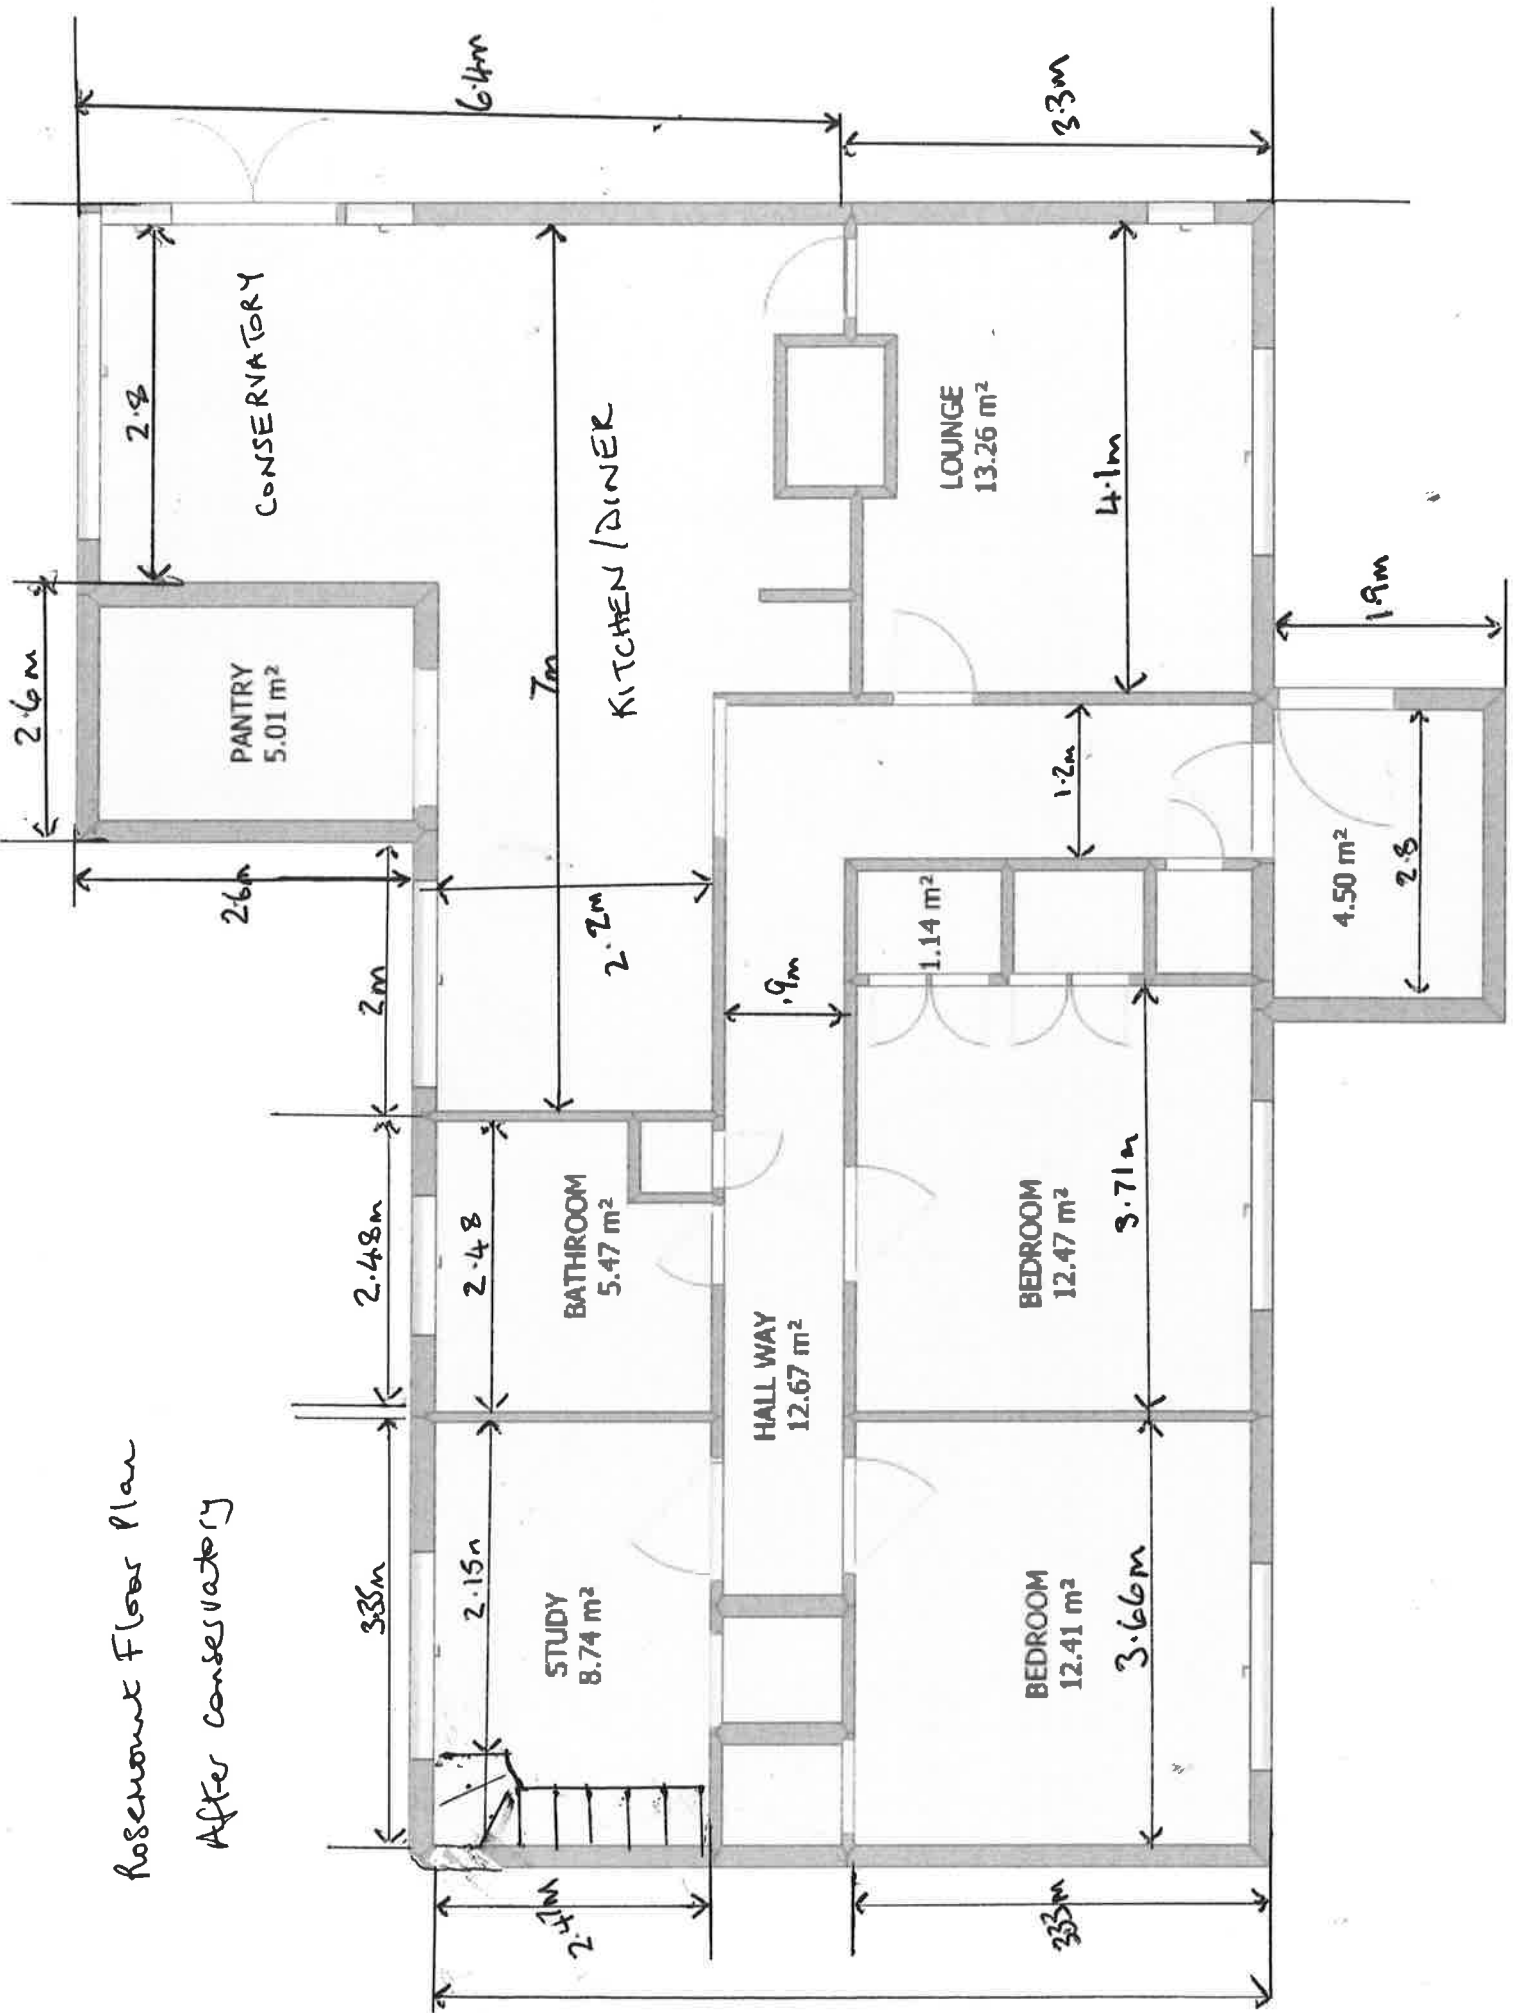 Rosemount Floor Plan
After conservatory
2.6m
PANTRY
5.01 m²
2.8
CONSERVATORY
6.4m
3.35m
2.48m
2m
2.6m
2.15m
2.48
2.2m
7m
KITCHEN/DINER
STUDY
8.74 m²
BATHROOM
5.47 m²
2.47m
HALL WAY
12.67 m²
.9m
1.14 m²
1.2m
LOUNGE
13.26 m²
4.1m
3.3m
BEDROOM
12.41 m²
3.66m
BEDROOM
12.47 m²
3.71m
333m
4.50 m²
2.8
1.9m